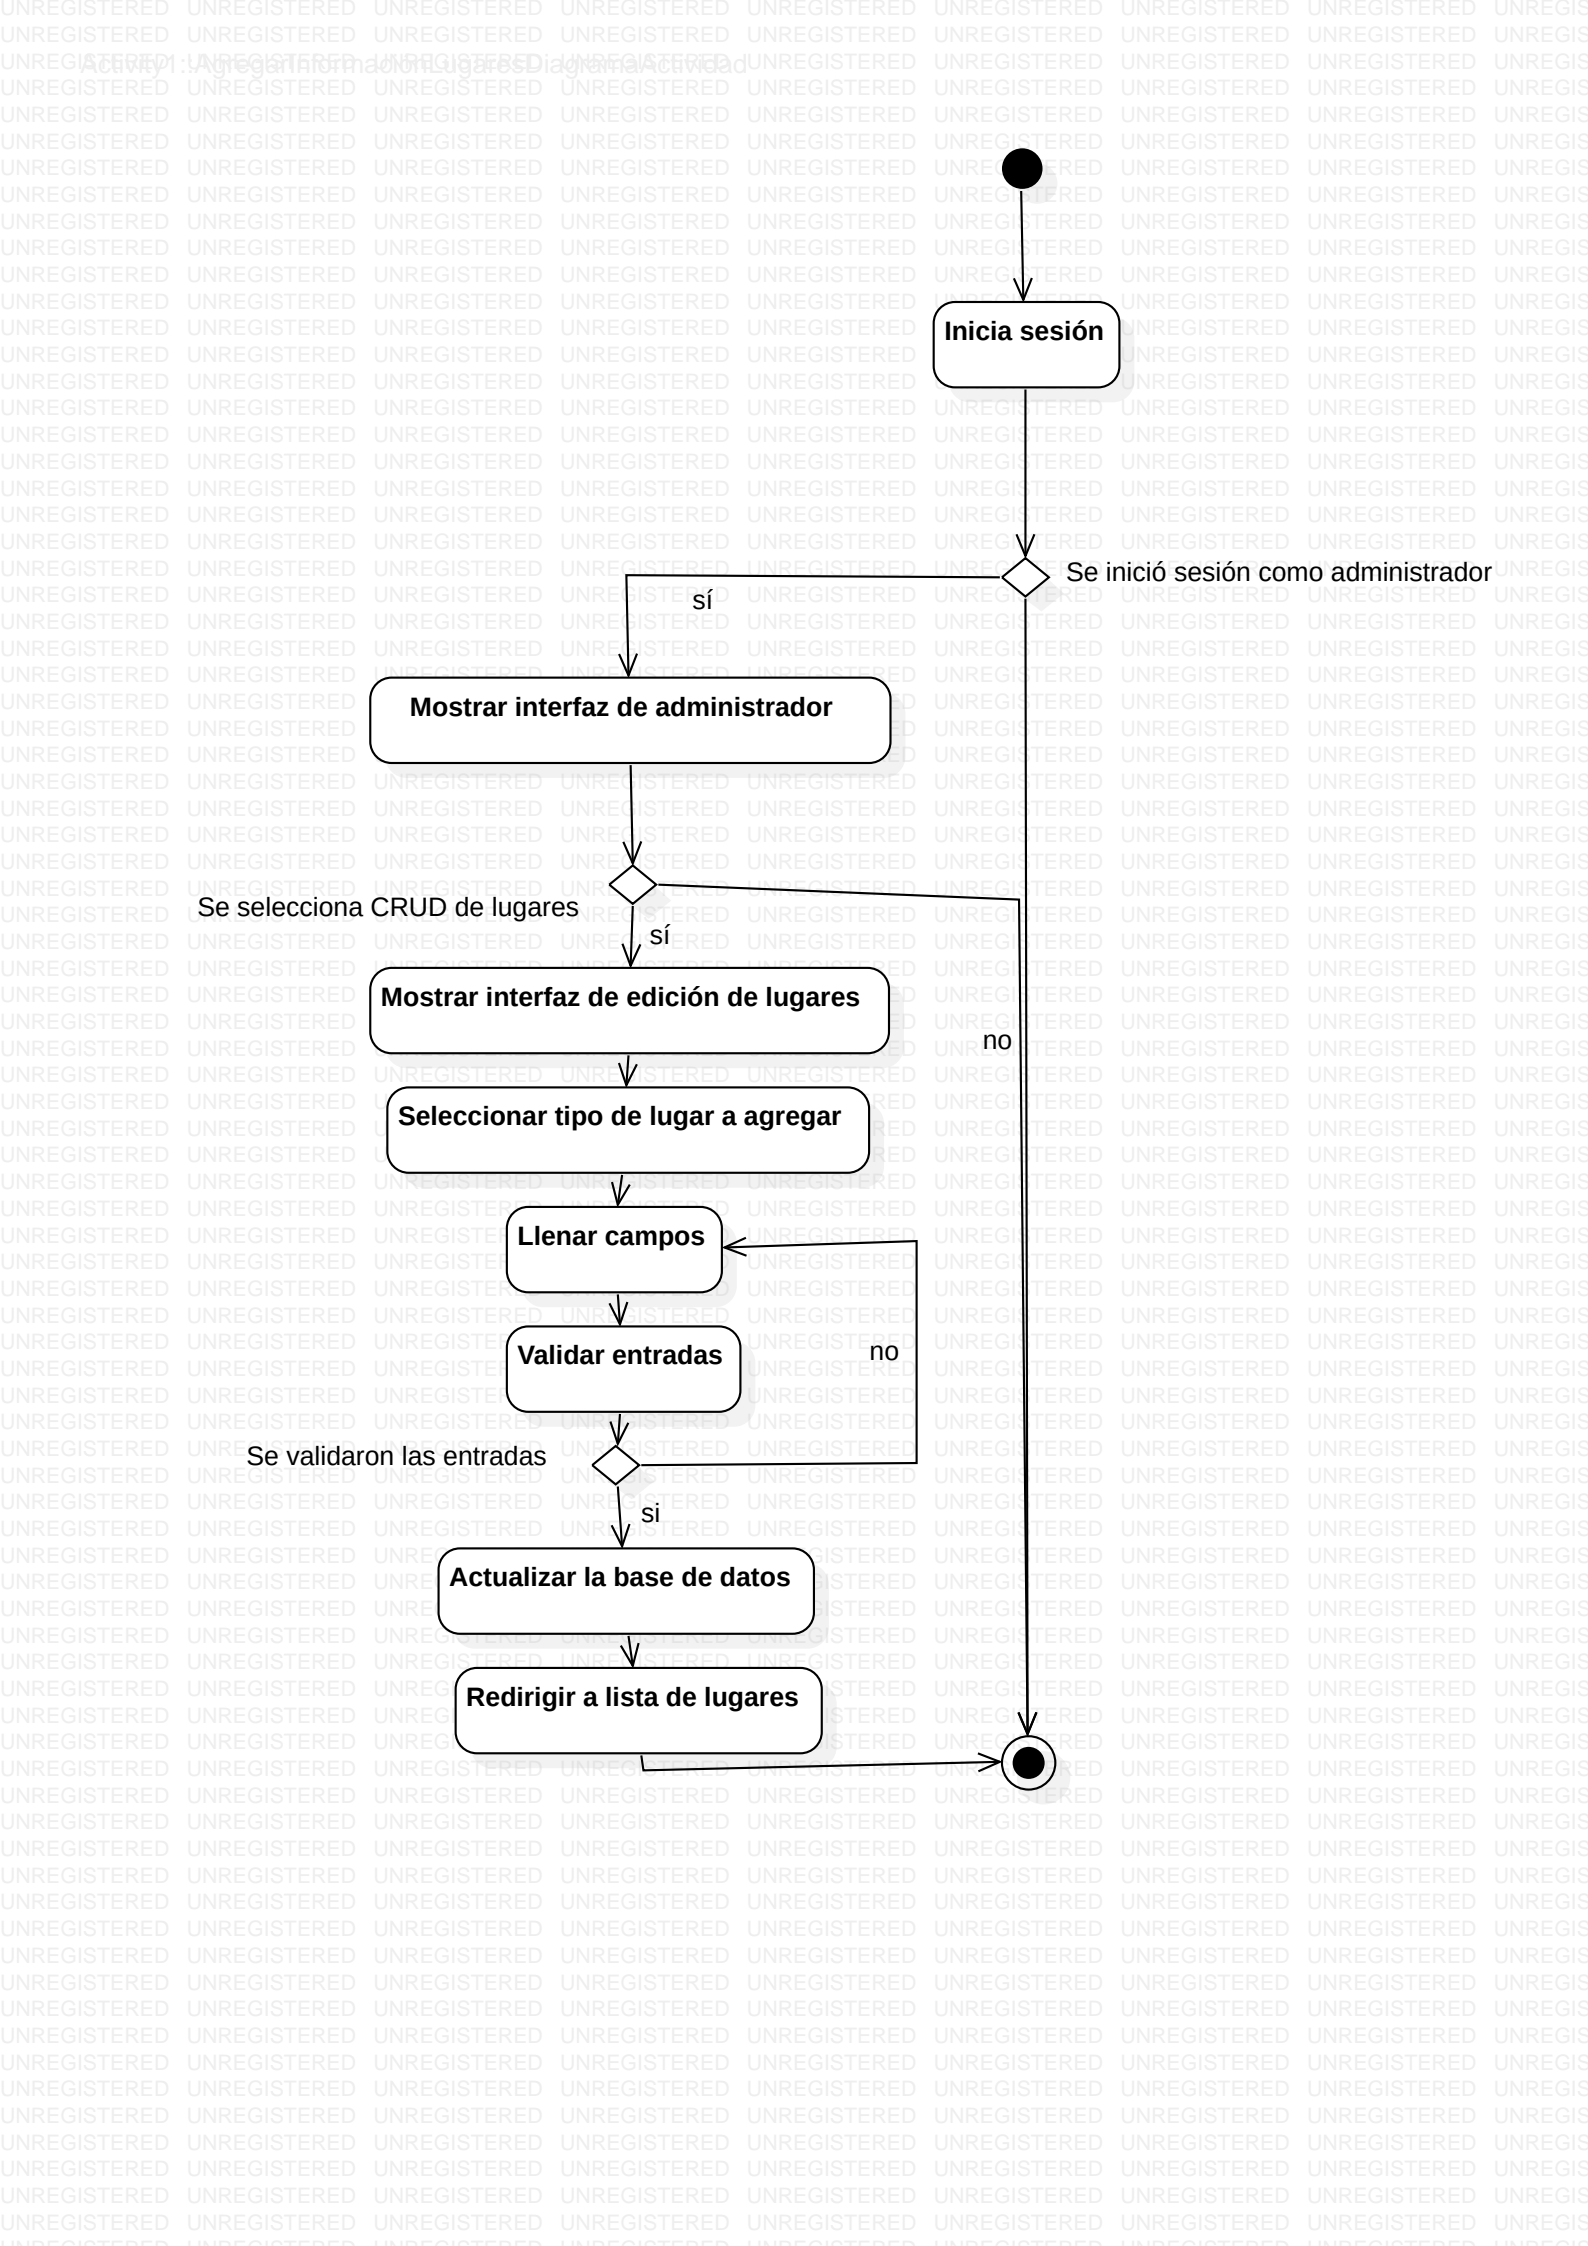 Activity1::AgregarInformaciónLugaresDiagramaActividad
Inicia sesión
Se inició sesión como administrador
sí
Mostrar interfaz de administrador
Se selecciona CRUD de lugares
sí
Mostrar interfaz de edición de lugares
no
Seleccionar tipo de lugar a agregar
Llenar campos
Validar entradas
no
Se validaron las entradas
si
Actualizar la base de datos
Redirigir a lista de lugares
UNREGISTERED